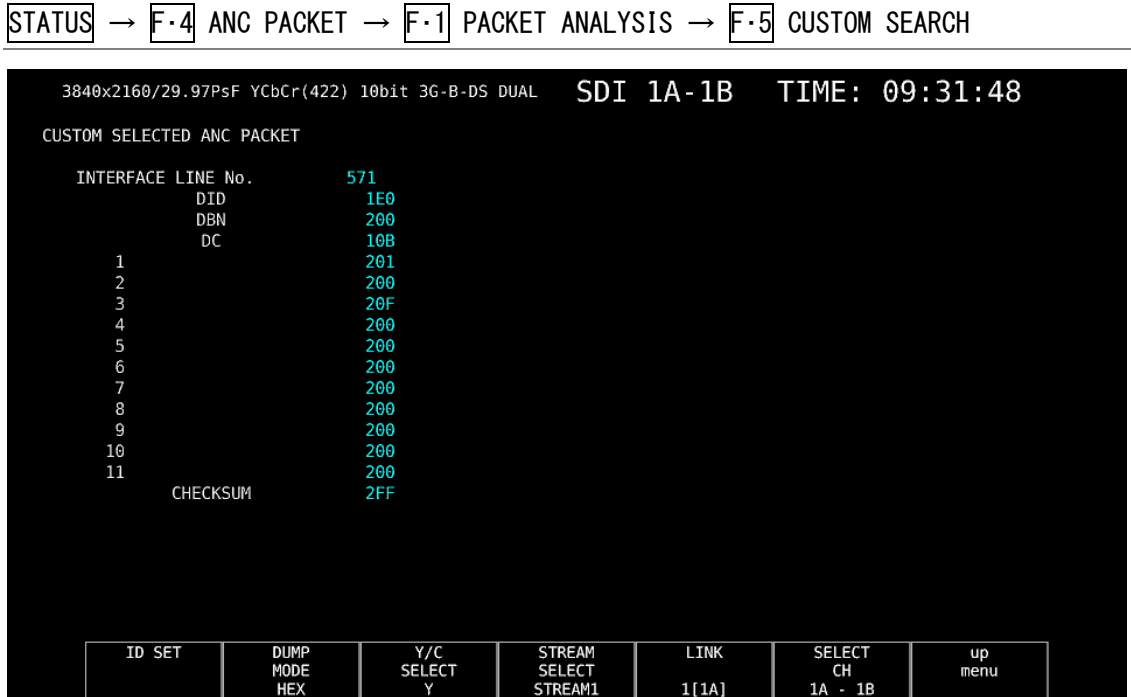 STATUS → F·4 ANC PACKET → F·1 PACKET ANALYSIS → F·5 CUSTOM SEARCH
3840x2160/29.97PsF YCbCr(422) 10bit 3G-B-DS DUAL SDI 1A-1B TIME: 09:31:48
CUSTOM SELECTED ANC PACKET
INTERFACE LINE No. 571
DID 1E0
DBN 200
DC 10B
1 201
2 200
3 20F
4 200
5 200
6 200
7 200
8 200
9 200
10 200
11 200
CHECKSUM 2FF
ID SET DUMP Y/C STREAM LINK SELECT up
MODE SELECT SELECT CH menu
HEX Y STREAM1 1[1A] 1A - 1B